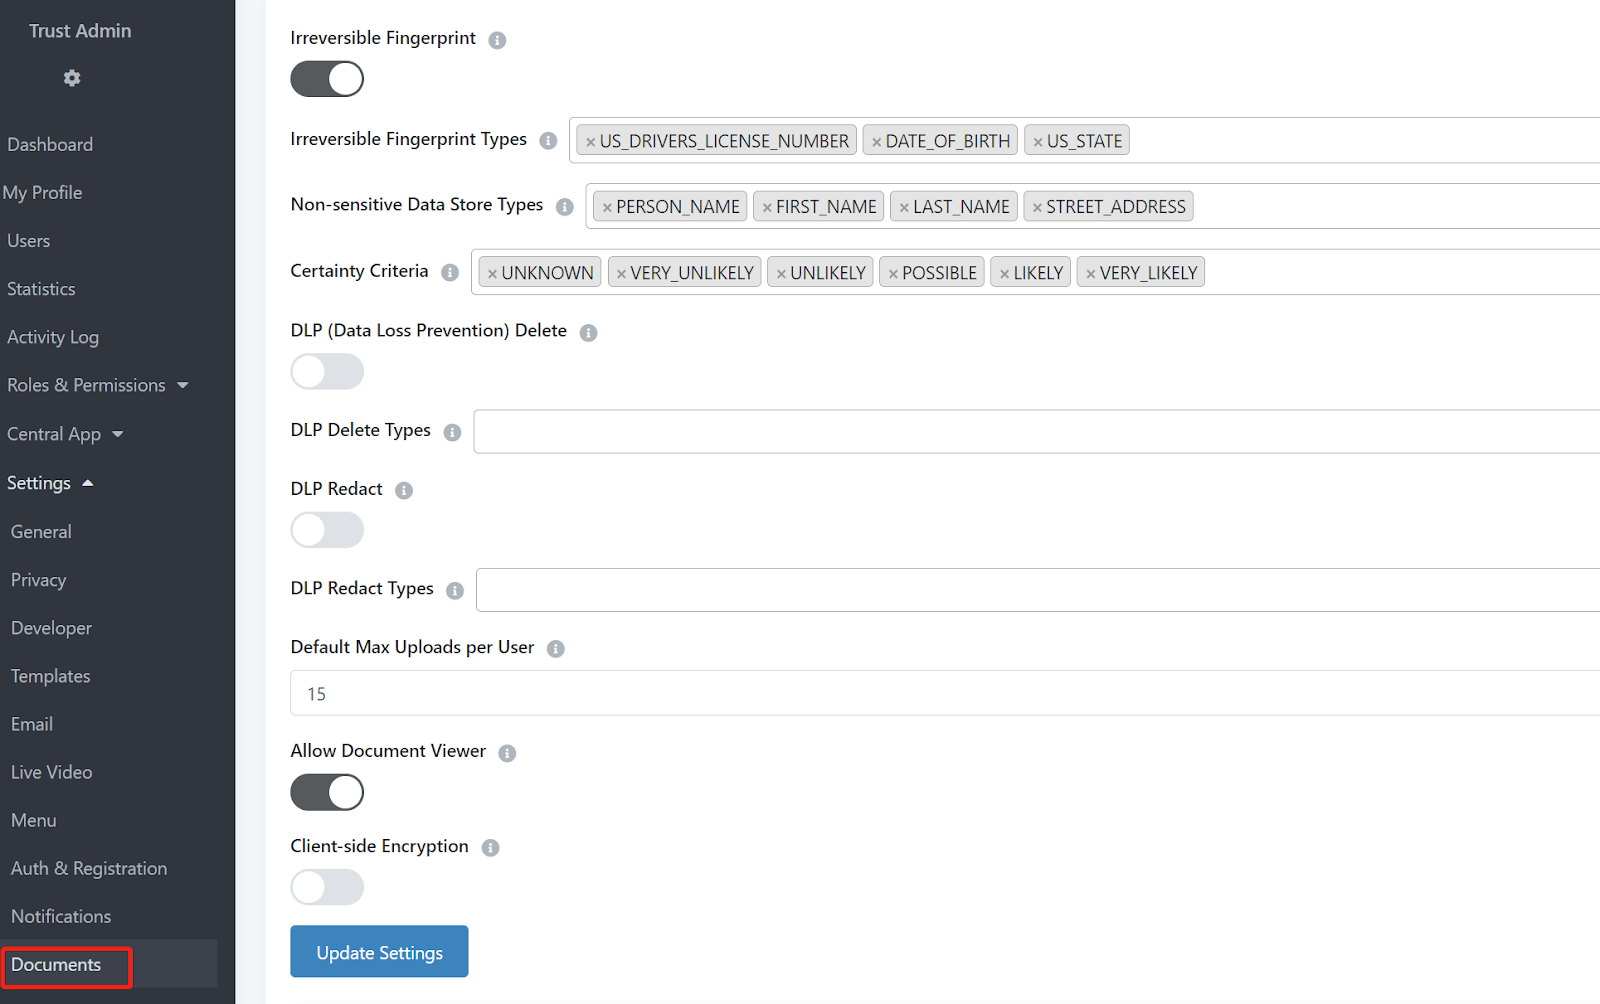 Trust Admin
Dashboard
My Profile
Users
Statistics
Activity Log
Roles & Permissions
Central App
Settings
General
Privacy
Developer
Templates
Email
Live Video
Menu
Auth & Registration
Notifications
Documents
Irreversible Fingerprint
Irreversible Fingerprint Types ×US_DRIVERS_LICENSE_NUMBER ×DATE_OF_BIRTH ×US_STATE
Non-sensitive Data Store Types ×PERSON_NAME ×FIRST_NAME ×LAST_NAME ×STREET_ADDRESS
Certainty Criteria ×UNKNOWN ×VERY_UNLIKELY ×UNLIKELY ×POSSIBLE ×LIKELY ×VERY_LIKELY
DLP (Data Loss Prevention) Delete
DLP Delete Types
DLP Redact
DLP Redact Types
Default Max Uploads per User
15
Allow Document Viewer
Client-side Encryption
Update Settings